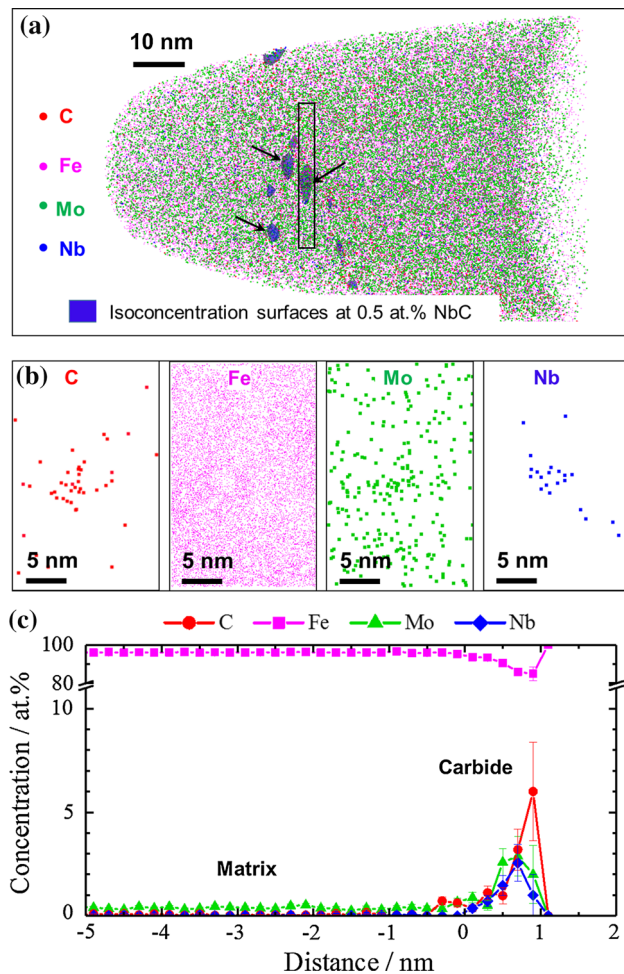 (a)
10 nm
C
Fe
Mo
Nb
Isoconcentration surfaces at 0.5 at.% NbC
(b)
C Fe Mo Nb
5 nm 5 nm 5 nm 5 nm
(c)
C Fe Mo Nb
100
80
10
5
0
Concentration / at.%
Carbide
Matrix
-5 -4 -3 -2 -1 0 1 2
Distance / nm